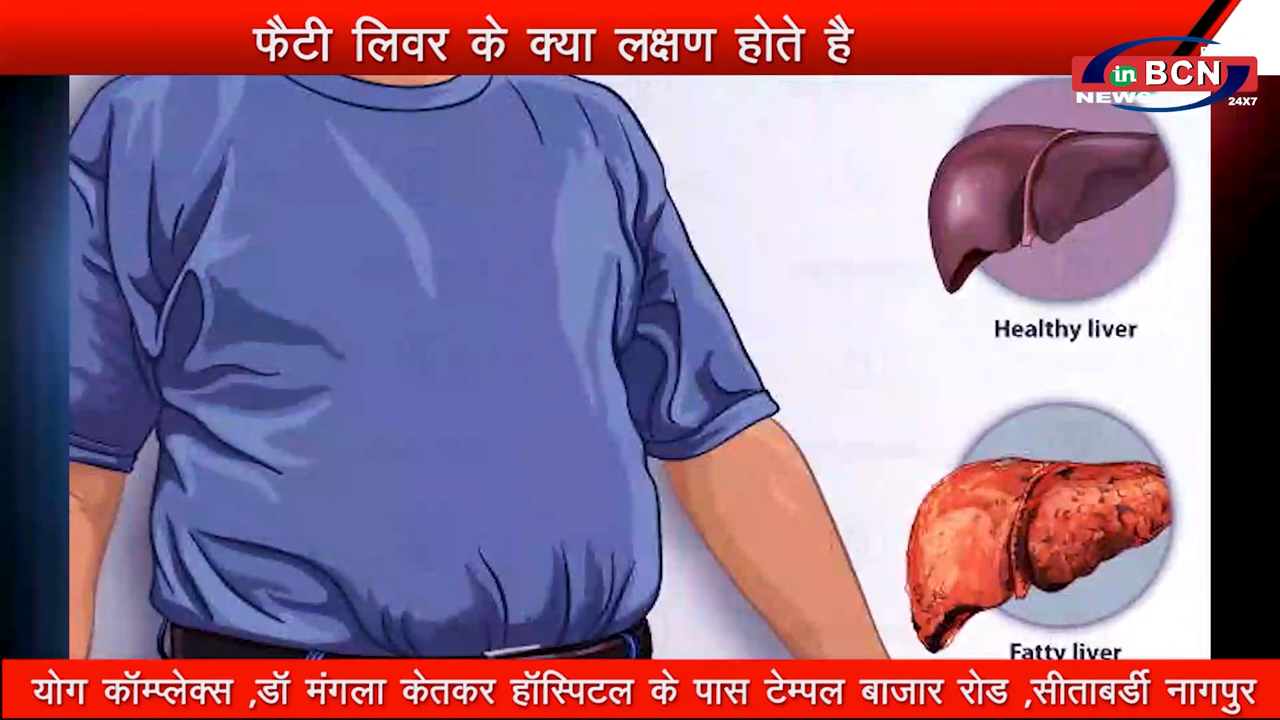 फैटी लिवर के क्या लक्षण होते है
in BCN
NEWS
24X7
Healthy liver
Fatty liver
योग कॉम्प्लेक्स ,डॉ मंगला केतकर हॉस्पिटल के पास टेम्पल बाजार रोड ,सीताबर्डी नागपुर